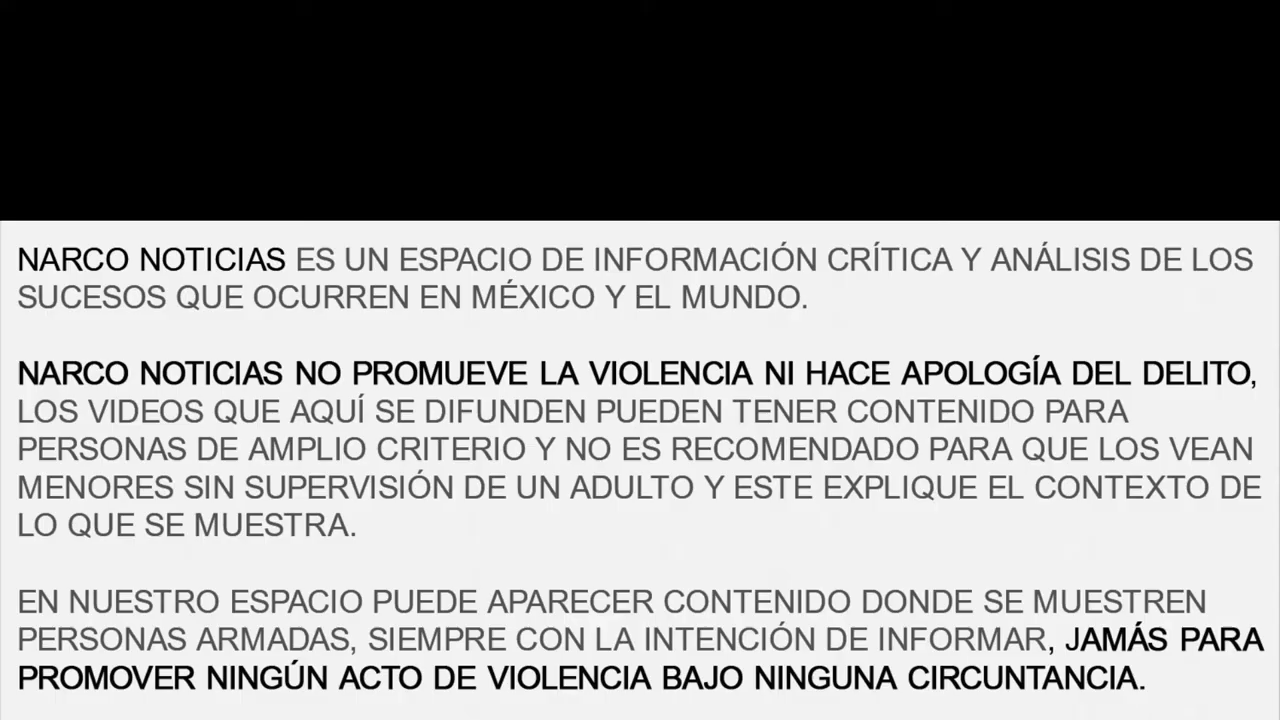 NARCO NOTICIAS ES UN ESPACIO DE INFORMACIÓN CRÍTICA Y ANÁLISIS DE LOS
SUCESOS QUE OCURREN EN MÉXICO Y EL MUNDO.
NARCO NOTICIAS NO PROMUEVE LA VIOLENCIA NI HACE APOLOGÍA DEL DELITO,
LOS VIDEOS QUE AQUÍ SE DIFUNDEN PUEDEN TENER CONTENIDO PARA
PERSONAS DE AMPLIO CRITERIO Y NO ES RECOMENDADO PARA QUE LOS VEAN
MENORES SIN SUPERVISIÓN DE UN ADULTO Y ESTE EXPLIQUE EL CONTEXTO DE
LO QUE SE MUESTRA.
EN NUESTRO ESPACIO PUEDE APARECER CONTENIDO DONDE SE MUESTREN
PERSONAS ARMADAS, SIEMPRE CON LA INTENCIÓN DE INFORMAR, JAMÁS PARA
PROMOVER NINGÚN ACTO DE VIOLENCIA BAJO NINGUNA CIRCUNTANCIA.